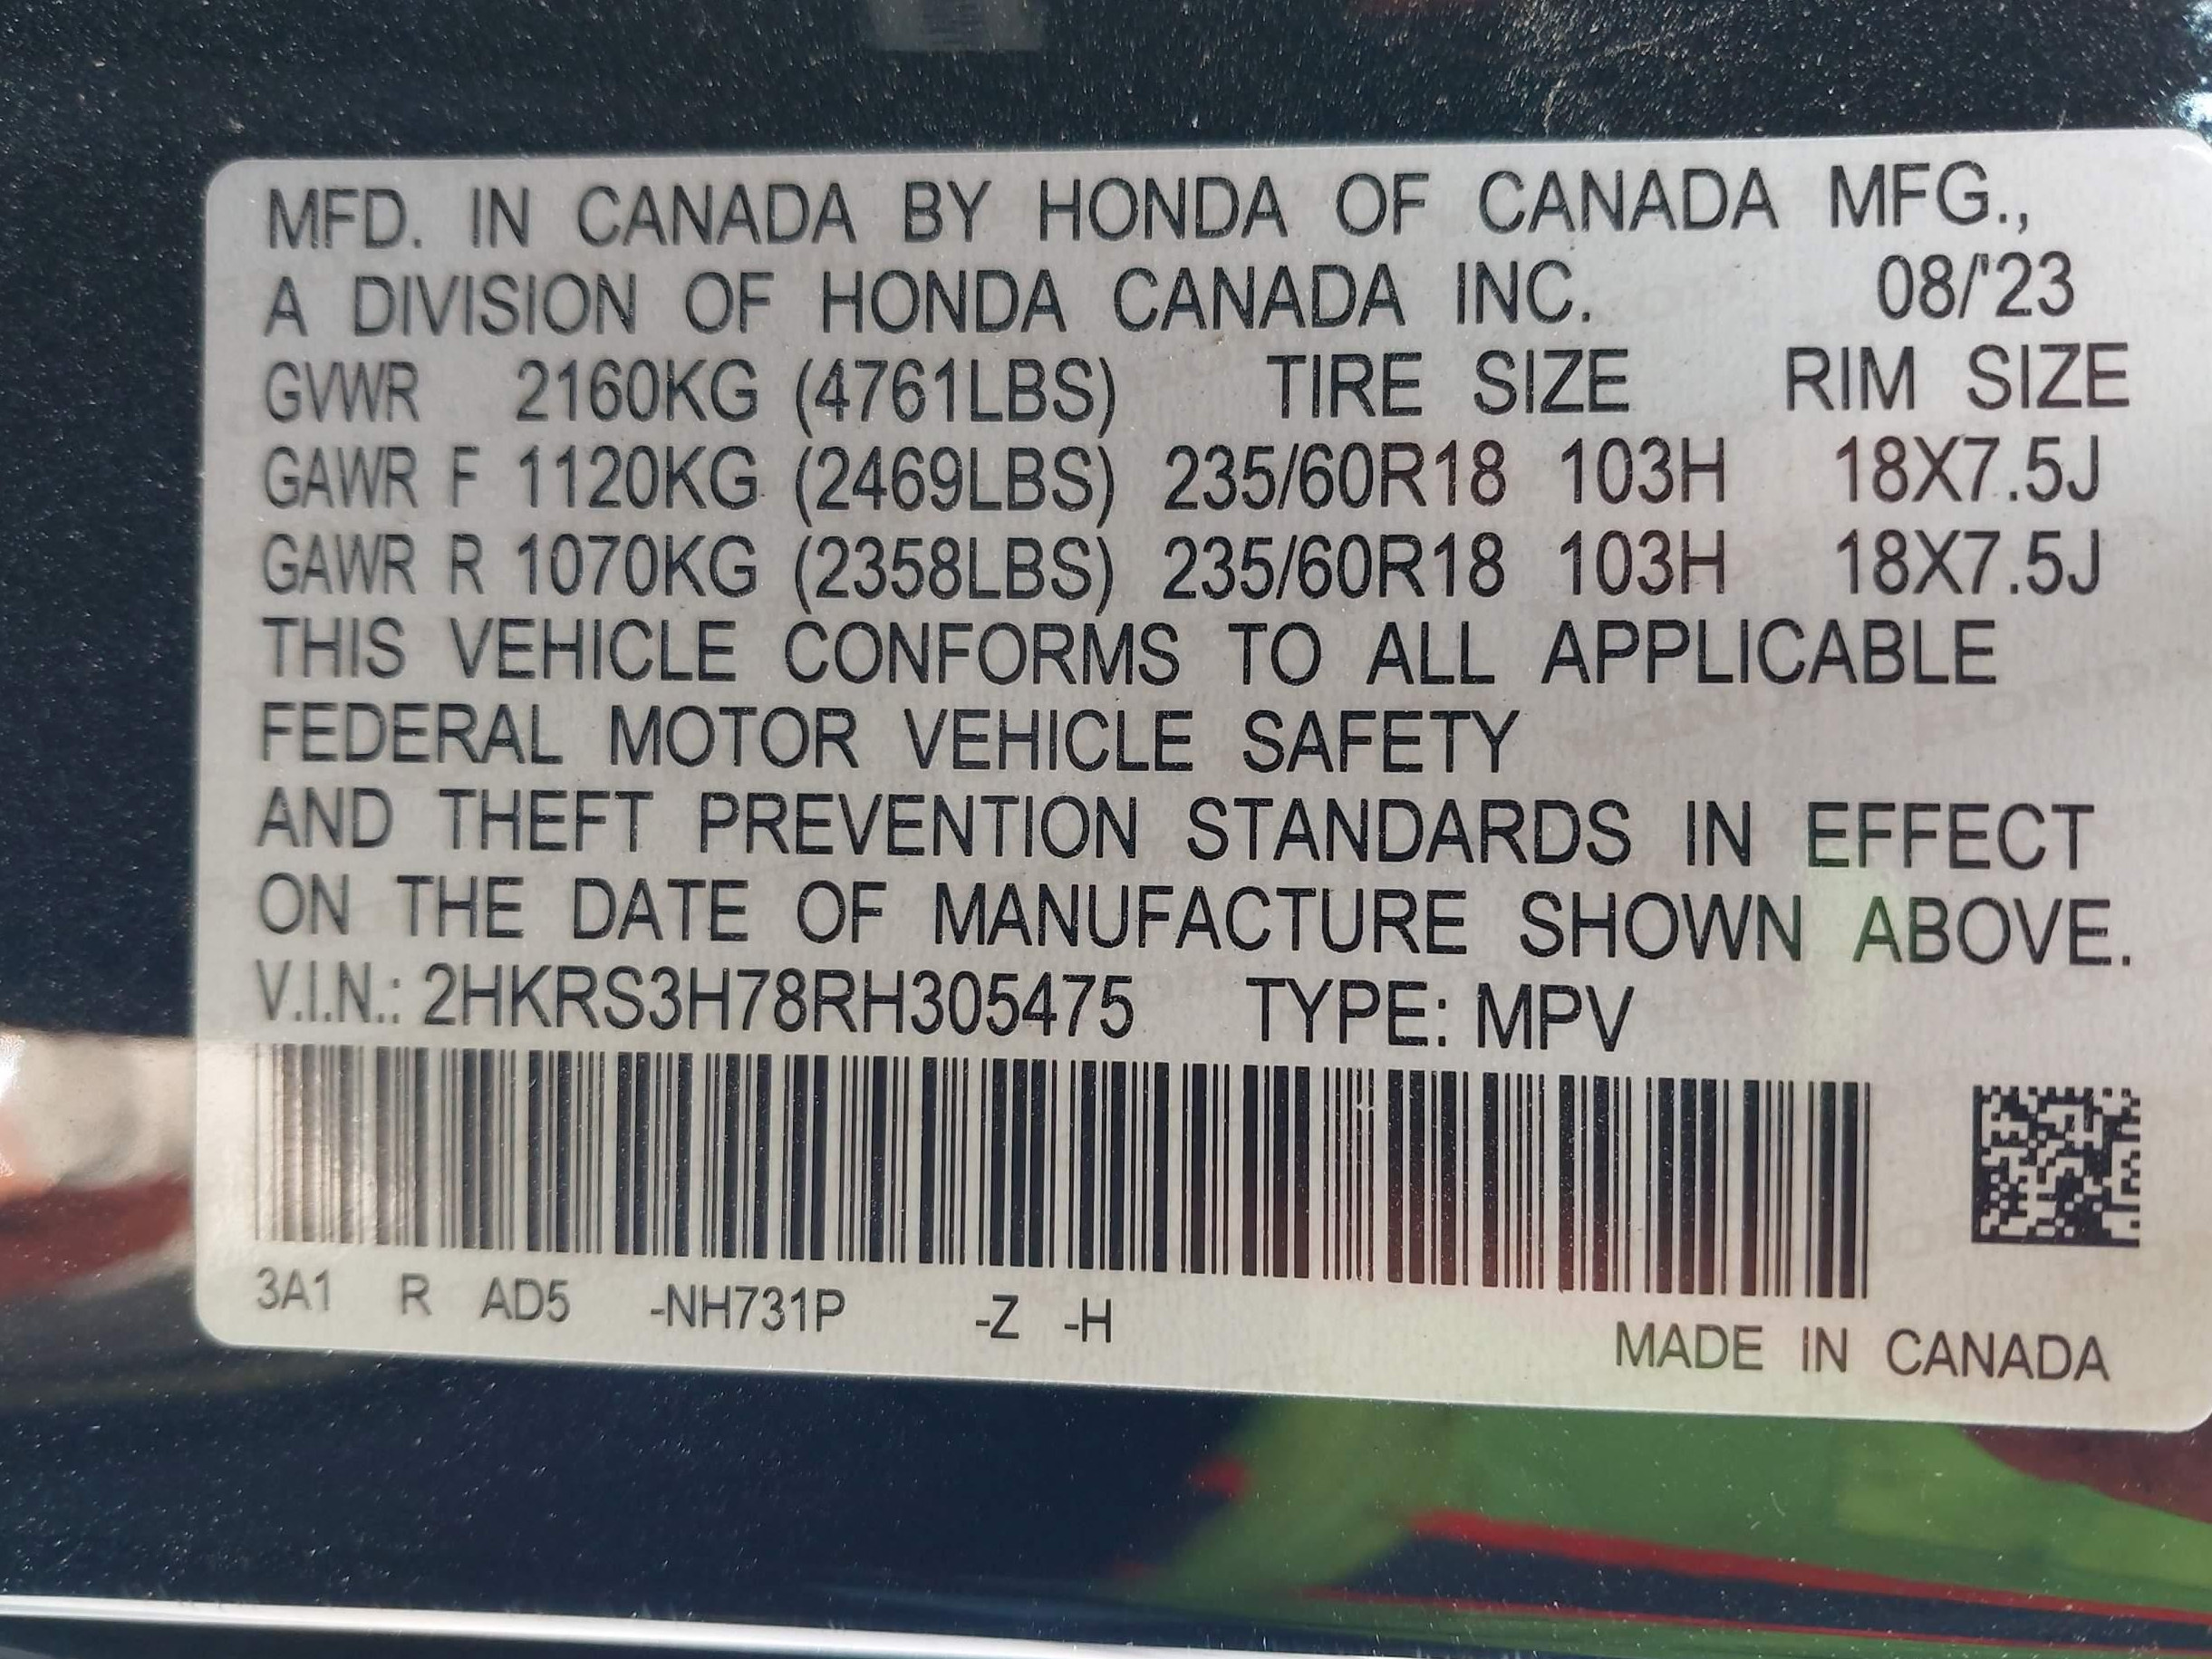 MFD. IN CANADA BY HONDA OF CANADA MFG.,
A DIVISION OF HONDA CANADA INC. 08/'23
GVWR 2160KG (4761LBS) TIRE SIZE RIM SIZE
GAWR F 1120KG (2469LBS) 235/60R18 103H 18X7.5J
GAWR R 1070KG (2358LBS) 235/60R18 103H 18X7.5J
THIS VEHICLE CONFORMS TO ALL APPLICABLE
FEDERAL MOTOR VEHICLE SAFETY
AND THEFT PREVENTION STANDARDS IN EFFECT
ON THE DATE OF MANUFACTURE SHOWN ABOVE.
V.I.N.: 2HKRS3H78RH305475 TYPE: MPV
3A1 R AD5 -NH731P -Z -H
MADE IN CANADA